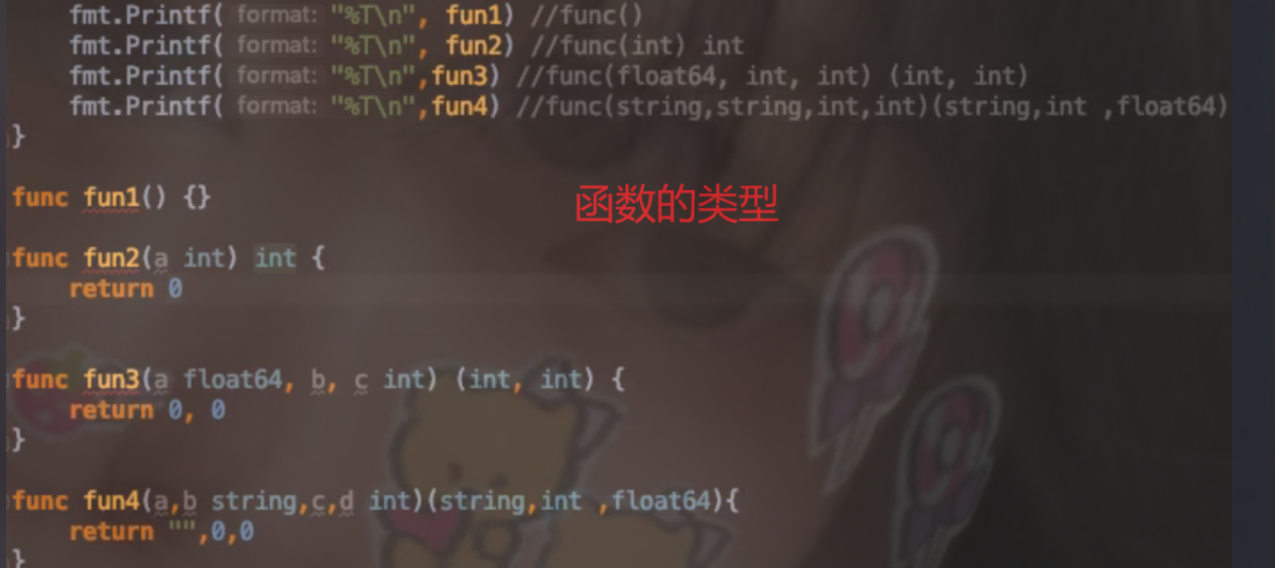 fmt.Printf( format: "%T\n", fun1) //func()
fmt.Printf( format: "%T\n", fun2) //func(int) int
fmt.Printf( format: "%T\n",fun3) //func(float64, int, int) (int, int)
fmt.Printf( format: "%T\n",fun4) //func(string,string,int,int)(string,int ,float64)
}
func fun1() {}
函数的类型
func fun2(a int) int {
return 0
}
func fun3(a float64, b, c int) (int, int) {
return 0, 0
}
func fun4(a,b string,c,d int)(string,int ,float64){
return "",0,0
}